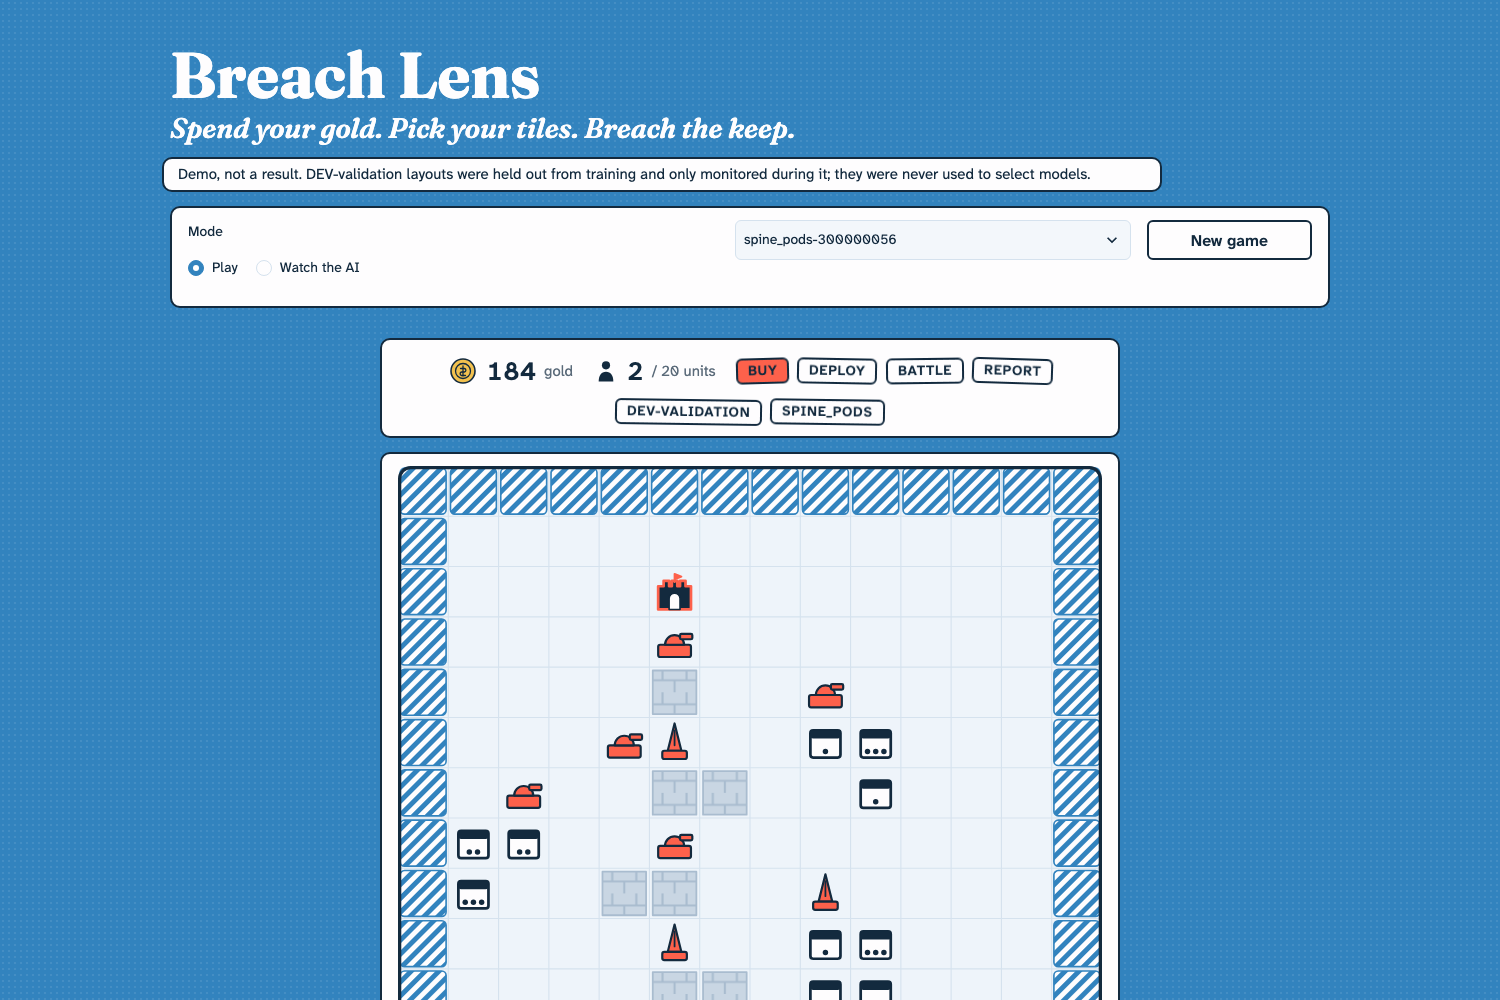 Breach Lens
Spend your gold. Pick your tiles. Breach the keep.
Demo, not a result. DEV-validation layouts were held out from training and only monitored during it; they were never used to select models.
Mode
spine_pods-300000056
New game
Play
Watch the AI
184 gold
2 / 20 units
BUY
DEPLOY
BATTLE
REPORT
DEV-VALIDATION
SPINE_PODS